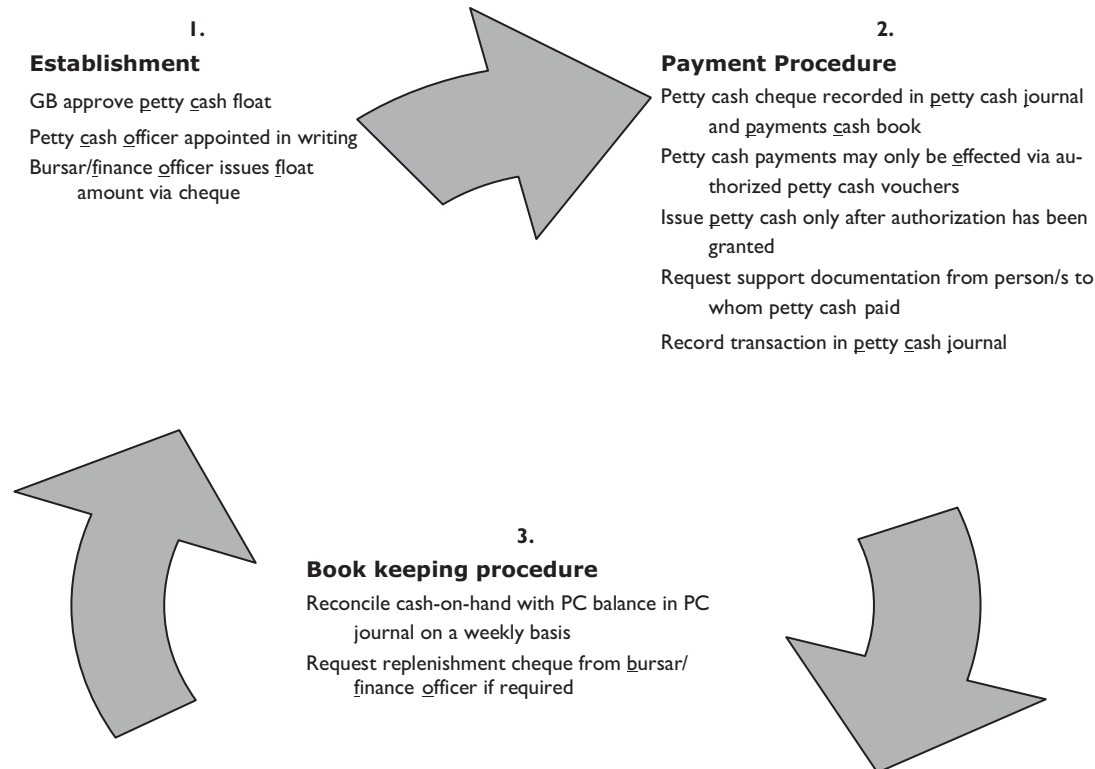 1.
Establishment
GB approve petty cash float
Petty cash officer appointed in writing
Bursar/finance officer issues float
amount via cheque
2.
Payment Procedure
Petty cash cheque recorded in petty cash journal
and payments cash book
Petty cash payments may only be effected via au-
thorized petty cash vouchers
Issue petty cash only after authorization has been
granted
Request support documentation from person/s to
whom petty cash paid
Record transaction in petty cash journal
3.
Book keeping procedure
Reconcile cash-on-hand with PC balance in PC
journal on a weekly basis
Request replenishment cheque from bursar/
finance officer if required